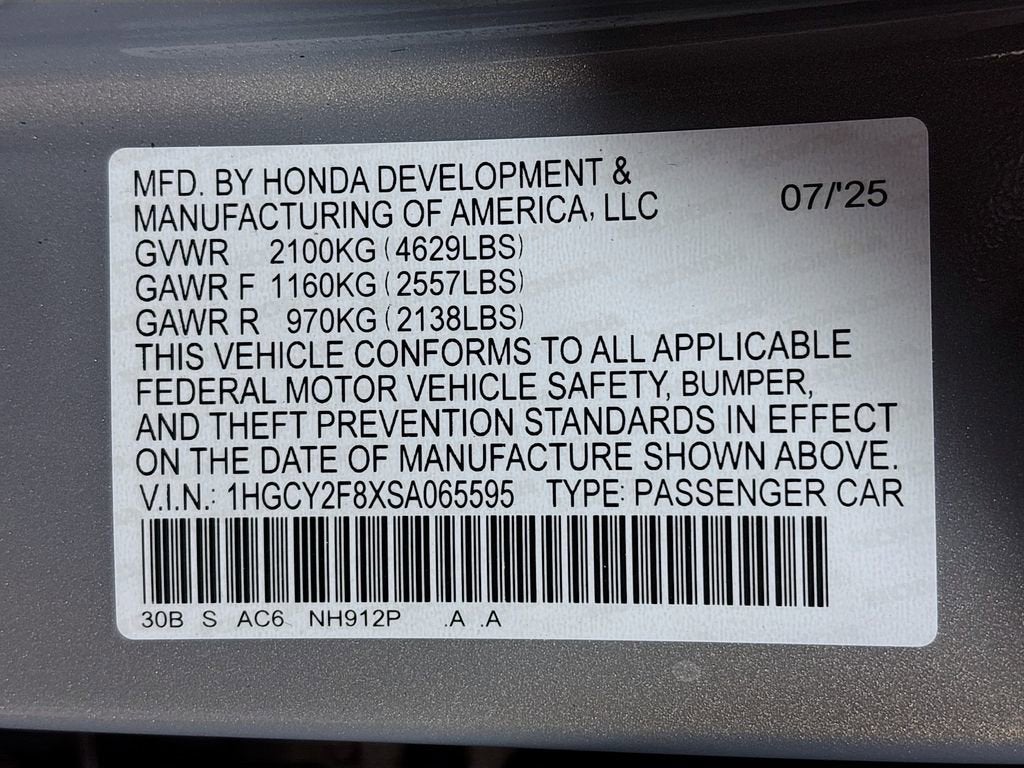 MFD. BY HONDA DEVELOPMENT &
MANUFACTURING OF AMERICA, LLC 07/'25
GVWR 2100KG (4629LBS)
GAWR F 1160KG (2557LBS)
GAWR R 970KG (2138LBS)
THIS VEHICLE CONFORMS TO ALL APPLICABLE
FEDERAL MOTOR VEHICLE SAFETY, BUMPER,
AND THEFT PREVENTION STANDARDS IN EFFECT
ON THE DATE OF MANUFACTURE SHOWN ABOVE.
V.I.N.: 1HGCY2F8XSA065595 TYPE: PASSENGER CAR
30B S AC6 NH912P .A .A